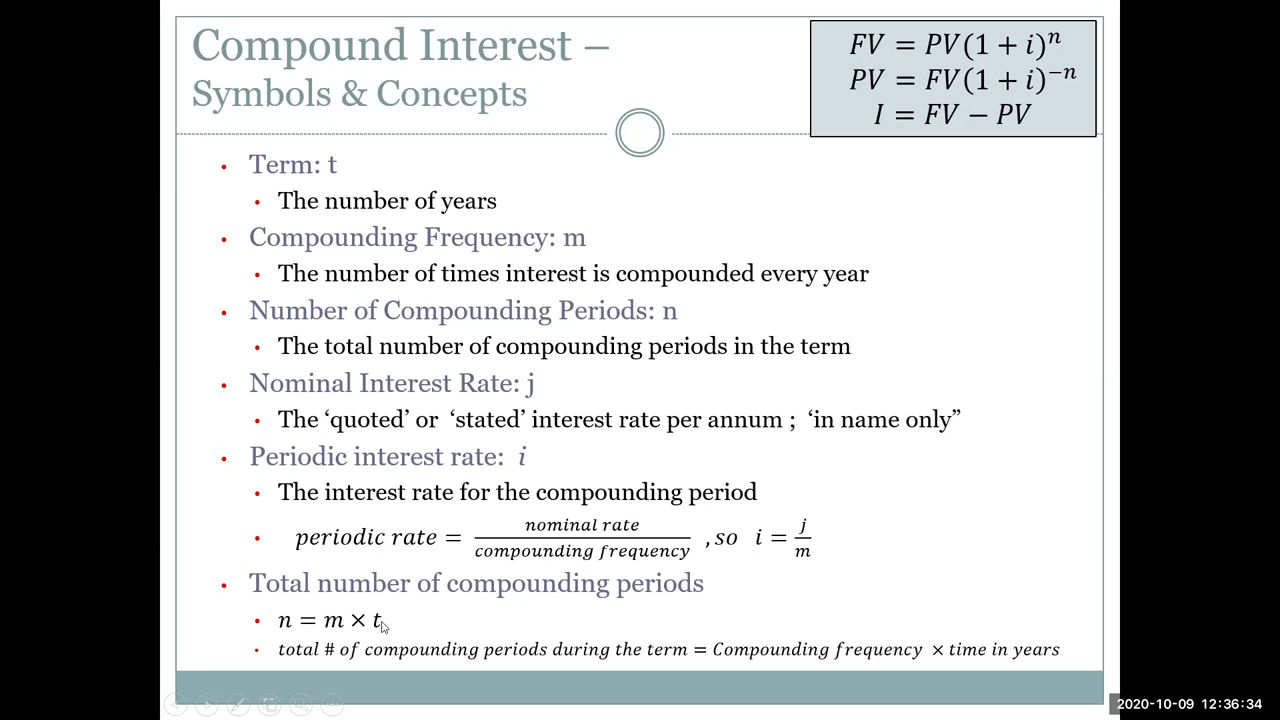 Compound Interest –
Symbols & Concepts
FV = PV(1 + i)ⁿ
PV = FV(1 + i)⁻ⁿ
I = FV − PV
• Term: t
• The number of years
• Compounding Frequency: m
• The number of times interest is compounded every year
• Number of Compounding Periods: n
• The total number of compounding periods in the term
• Nominal Interest Rate: j
• The ‘quoted’ or ‘stated’ interest rate per annum ; ‘in name only”
• Periodic interest rate: i
• The interest rate for the compounding period
• periodic rate = nominal rate / compounding frequency , so i = j / m
• Total number of compounding periods
• n = m × t
• total # of compounding periods during the term = Compounding frequency × time in years
2020-10-09 12:36:34